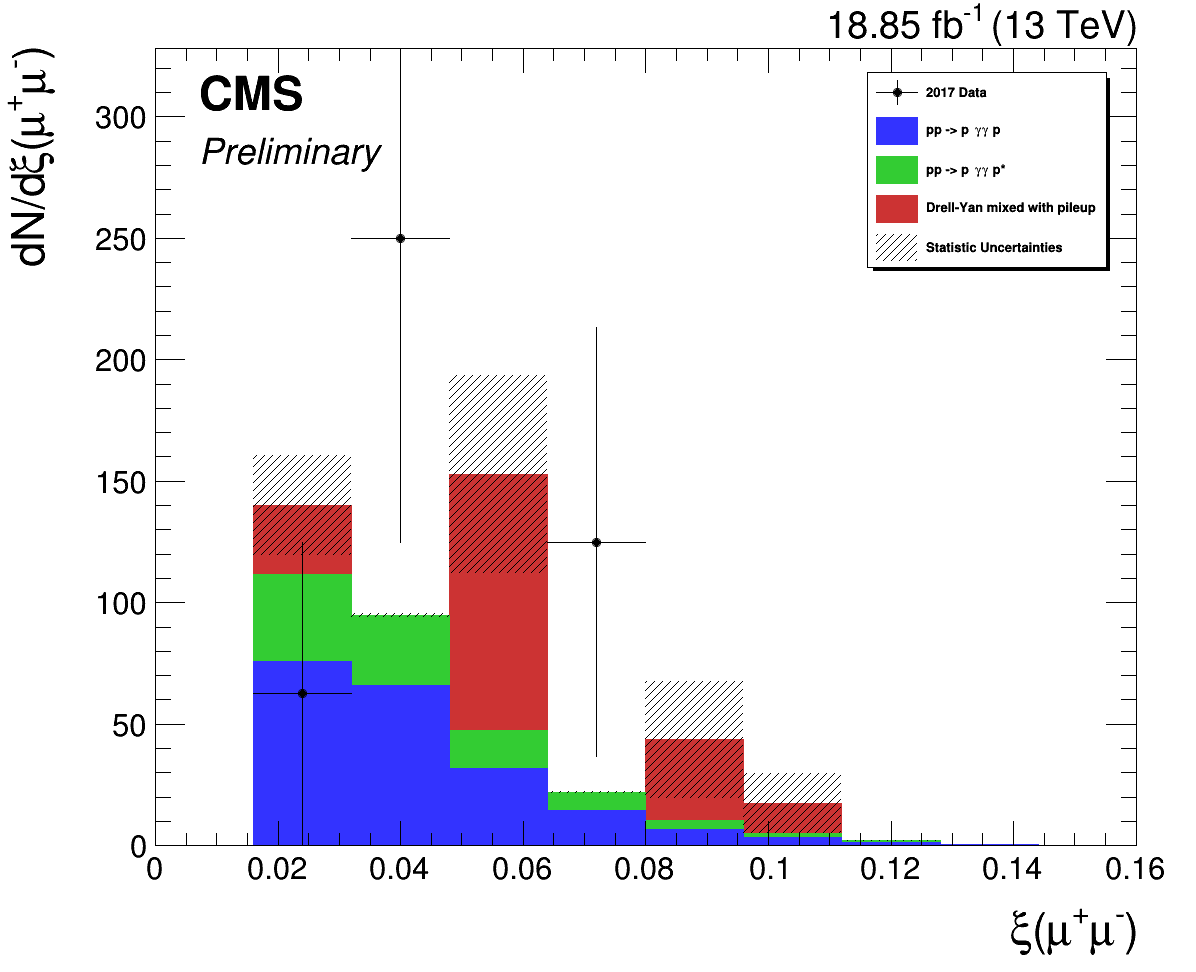 18.85 fb⁻¹ (13 TeV)
dN/dξ(μ⁺μ⁻)
CMS
Preliminary
2017 Data
pp -> p γγ p
pp -> p γγ p*
Drell-Yan mixed with pileup
Statistic Uncertainties
300
250
200
150
100
50
0
0 0.02 0.04 0.06 0.08 0.1 0.12 0.14 0.16
ξ(μ⁺μ⁻)